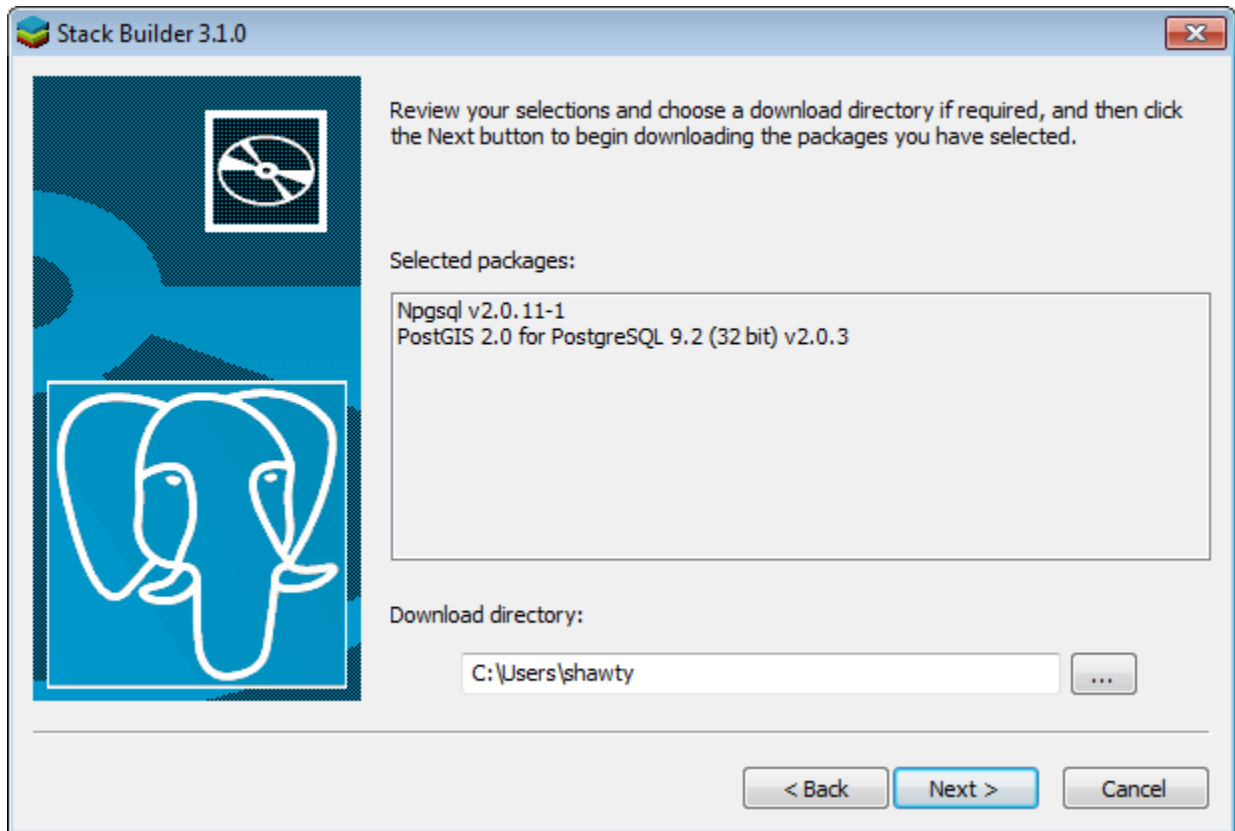 Stack Builder 3.1.0
Review your selections and choose a download directory if required, and then click
the Next button to begin downloading the packages you have selected.
Selected packages:
Npgsql v2.0.11-1
PostGIS 2.0 for PostgreSQL 9.2 (32 bit) v2.0.3
Download directory:
C:\Users\shawty
...
< Back
Next >
Cancel